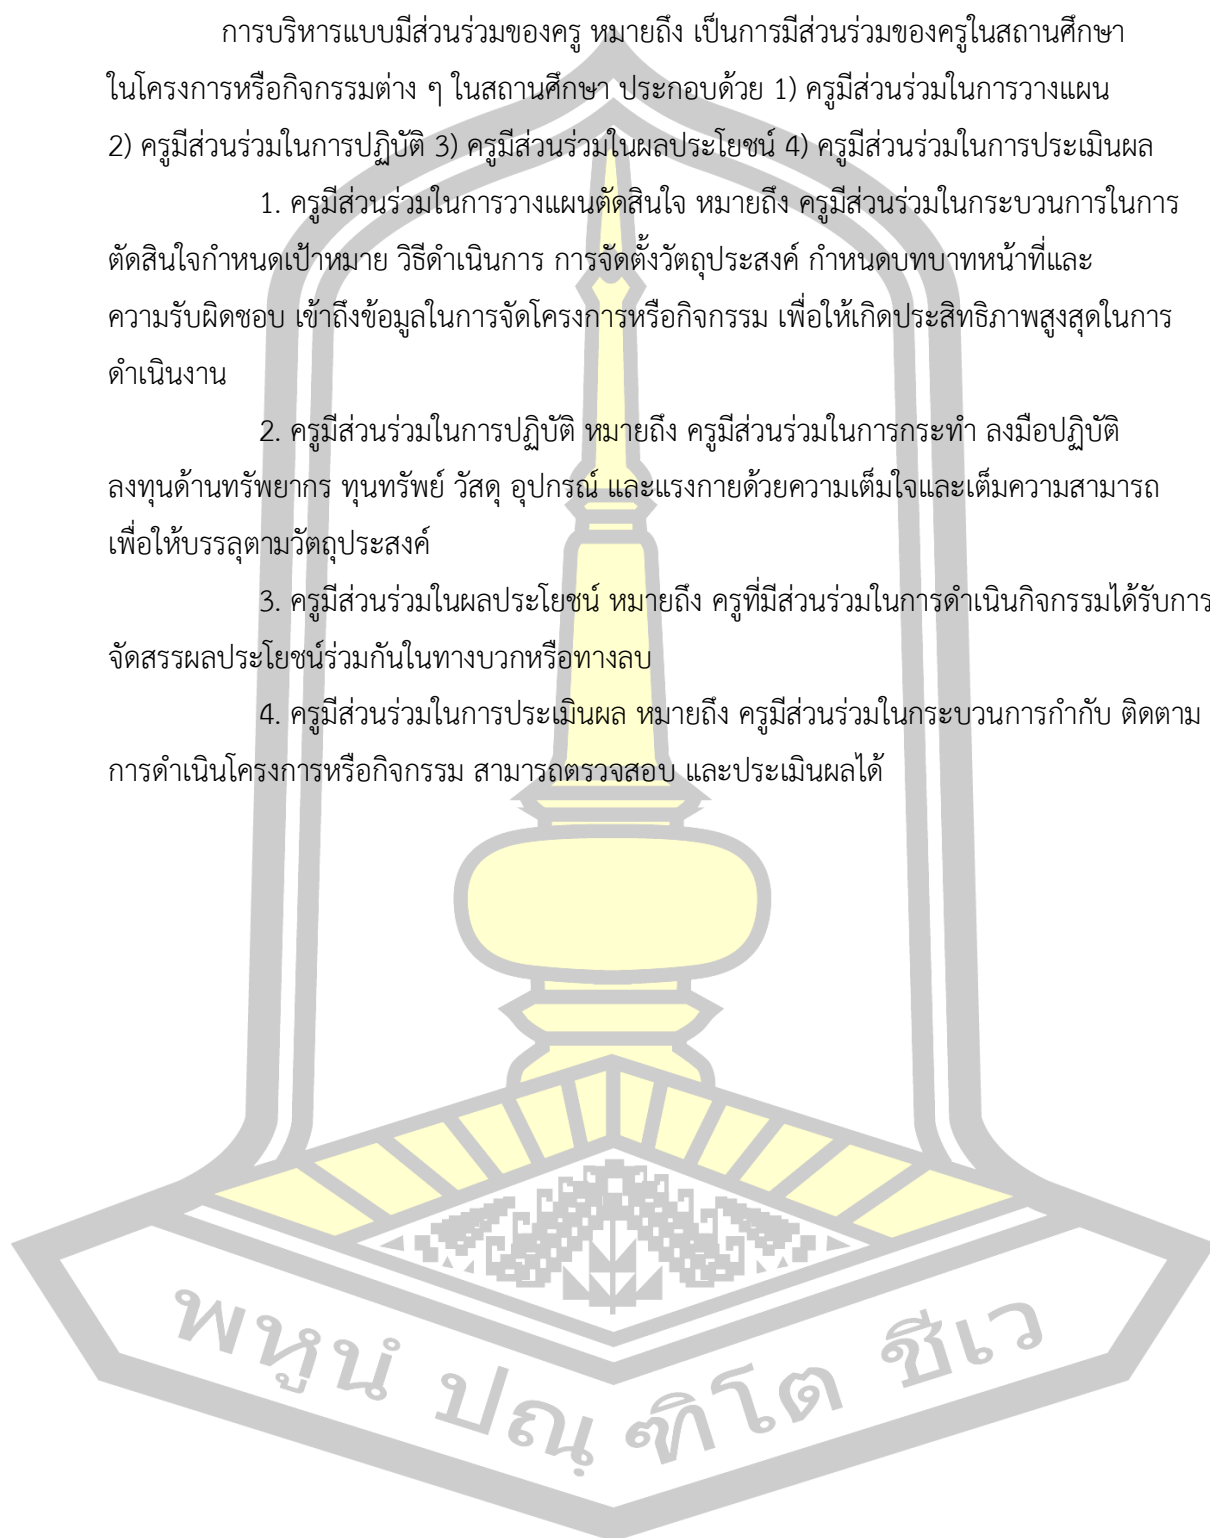 การบริหารแบบมีส่วนร่วมของครู หมายถึง เป็นการมีส่วนร่วมของครูในสถานศึกษา
ในโครงการหรือกิจกรรมต่าง ๆ ในสถานศึกษา ประกอบด้วย 1) ครูมีส่วนร่วมในการวางแผน
2) ครูมีส่วนร่วมในการปฏิบัติ 3) ครูมีส่วนร่วมในผลประโยชน์ 4) ครูมีส่วนร่วมในการประเมินผล
1. ครูมีส่วนร่วมในการวางแผนตัดสินใจ หมายถึง ครูมีส่วนร่วมในกระบวนการในการ
ตัดสินใจกำหนดเป้าหมาย วิธีดำเนินการ การจัดตั้งวัตถุประสงค์ กำหนดบทบาทหน้าที่และ
ความรับผิดชอบ เข้าถึงข้อมูลในการจัดโครงการหรือกิจกรรม เพื่อให้เกิดประสิทธิภาพสูงสุดในการ
ดำเนินงาน
2. ครูมีส่วนร่วมในการปฏิบัติ หมายถึง ครูมีส่วนร่วมในการกระทำ ลงมือปฏิบัติ
ลงทุนด้านทรัพยากร ทุนทรัพย์ วัสดุ อุปกรณ์ และแรงกายด้วยความเต็มใจและเต็มความสามารถ
เพื่อให้บรรลุตามวัตถุประสงค์
3. ครูมีส่วนร่วมในผลประโยชน์ หมายถึง ครูที่มีส่วนร่วมในการดำเนินกิจกรรมได้รับการ
จัดสรรผลประโยชน์ร่วมกันในทางบวกหรือทางลบ
4. ครูมีส่วนร่วมในการประเมินผล หมายถึง ครูมีส่วนร่วมในกระบวนการกำกับ ติดตาม
การดำเนินโครงการหรือกิจกรรม สามารถตรวจสอบ และประเมินผลได้
พหูนํ ปณฺฑิโต ชีเว